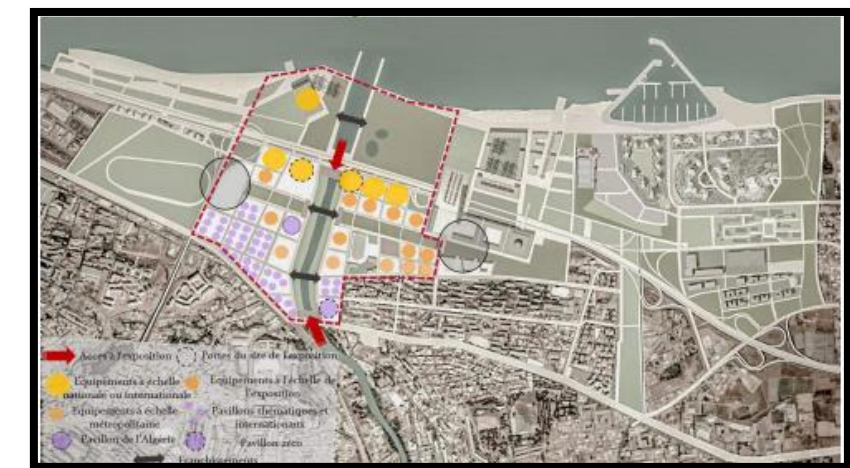 Accès à l'exposition
Portes du site de l'exposition
Equipements à échelle
nationale ou internationale
Equipements à l'échelle de
l'exposition
Equipements à échelle
métropolitaine
Pavillons thématiques et
internationants
Pavillon de l'Algérie
Pavillon zéro
Franchissements